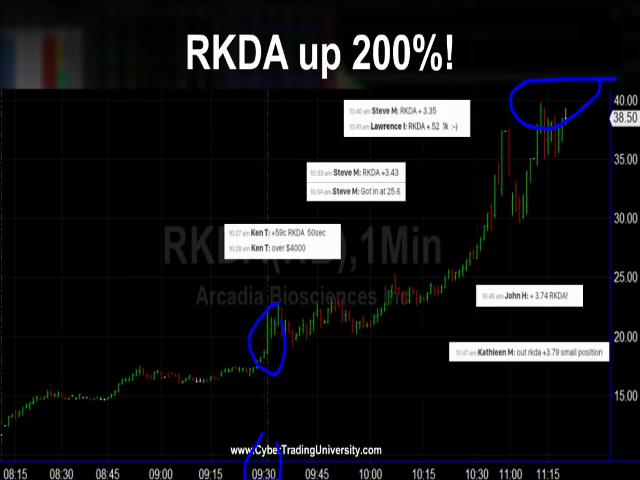 RKDA up 200%!
10:40 am Steve M: RKDA + 3.35
10:41 am Lawrence I: RKDA +.52 1k :-)
10:33 am Steve M: RKDA +3.43
10:34 am Steve M: Got in at 25.6
10:27 am Ken T: +59c RKDA 50sec
10:28 am Ken T: over $4000
1Min
Arcadia Biosciences
John H: + 3.74 RKDA!
10:47 am Kathleen M: out rkda +3.79 small position
40.00
38.50
35.00
30.00
25.00
20.00
15.00
www.CyberTradingUniversity.com
08:15 08:30 08:45 09:00 09:15 09:30 09:45 10:00 10:15 10:30 11:00 11:15